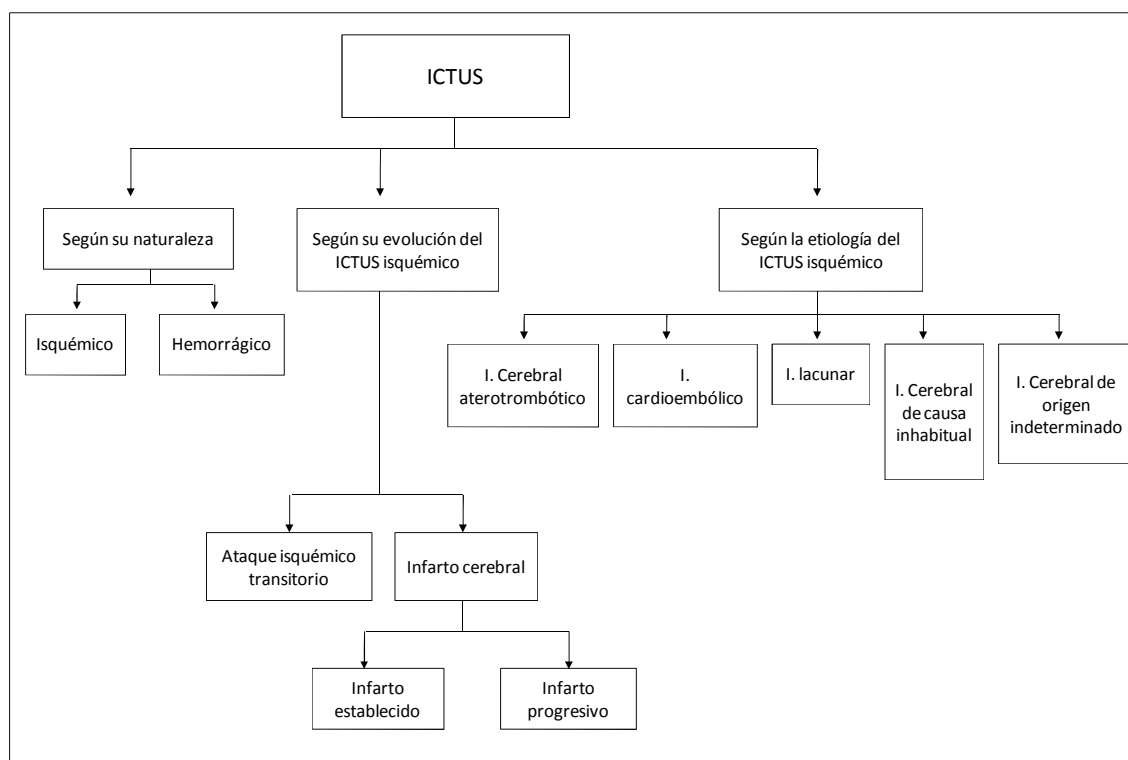 ICTUS
Según su naturaleza
Según su evolución del
ICTUS isquémico
Según la etiología del
ICTUS isquémico
Isquémico
Hemorrágico
I. Cerebral
aterotrombótico
I.
cardioembólico
I. lacunar
I. Cerebral
de causa
inhabitual
I. Cerebral de
origen
indeterminado
Ataque isquémico
transitorio
Infarto cerebral
Infarto
establecido
Infarto
progresivo